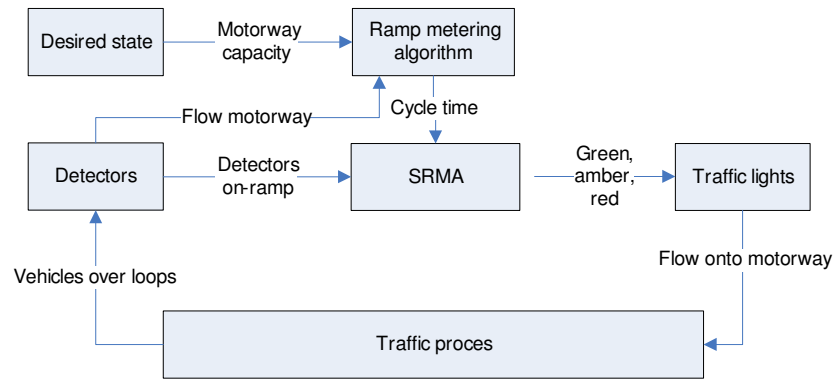 Desired state
Motorway
capacity
Ramp metering
algorithm
Flow motorway
Cycle time
Detectors
Detectors
on-ramp
SRMA
Green,
amber,
red
Traffic lights
Vehicles over loops
Flow onto motorway
Traffic proces